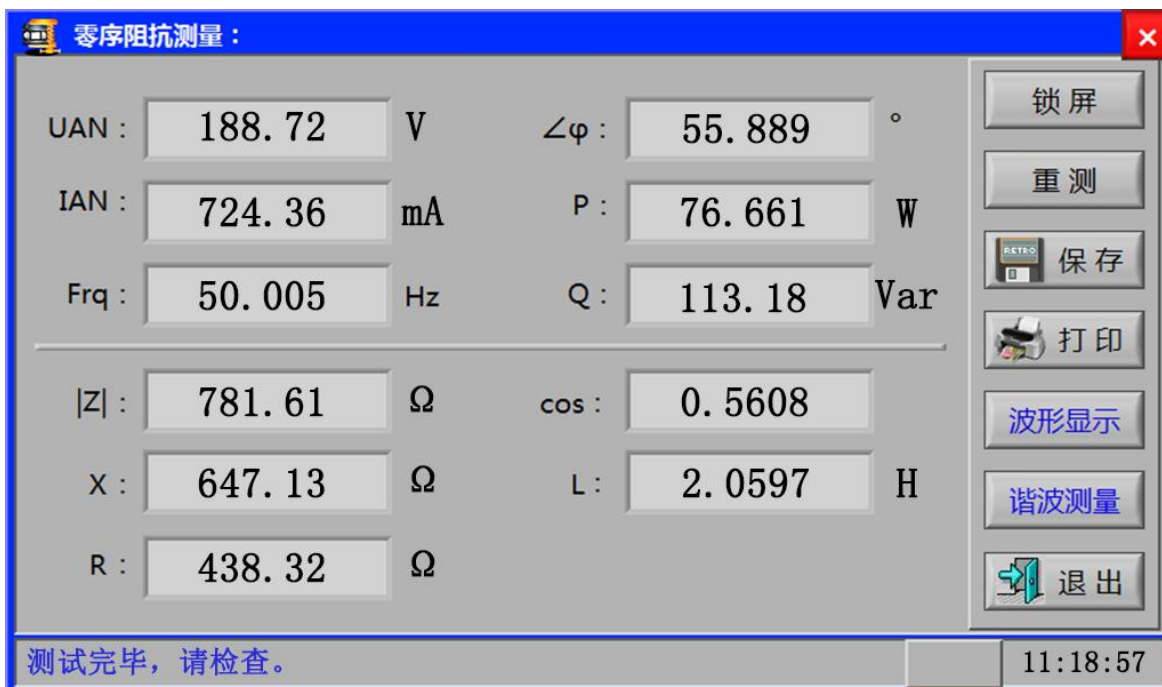 零序阻抗测量：
UAN： 188.72 V ∠φ： 55.889 °
锁屏
IAN： 724.36 mA P： 76.661 W
重测
Frq： 50.005 Hz Q： 113.18 Var
RETRO 保存
打印
|Z|： 781.61 Ω cos： 0.5608
波形显示
X： 647.13 Ω L： 2.0597 H
谐波测量
R： 438.32 Ω
退出
测试完毕，请检查。 11:18:57